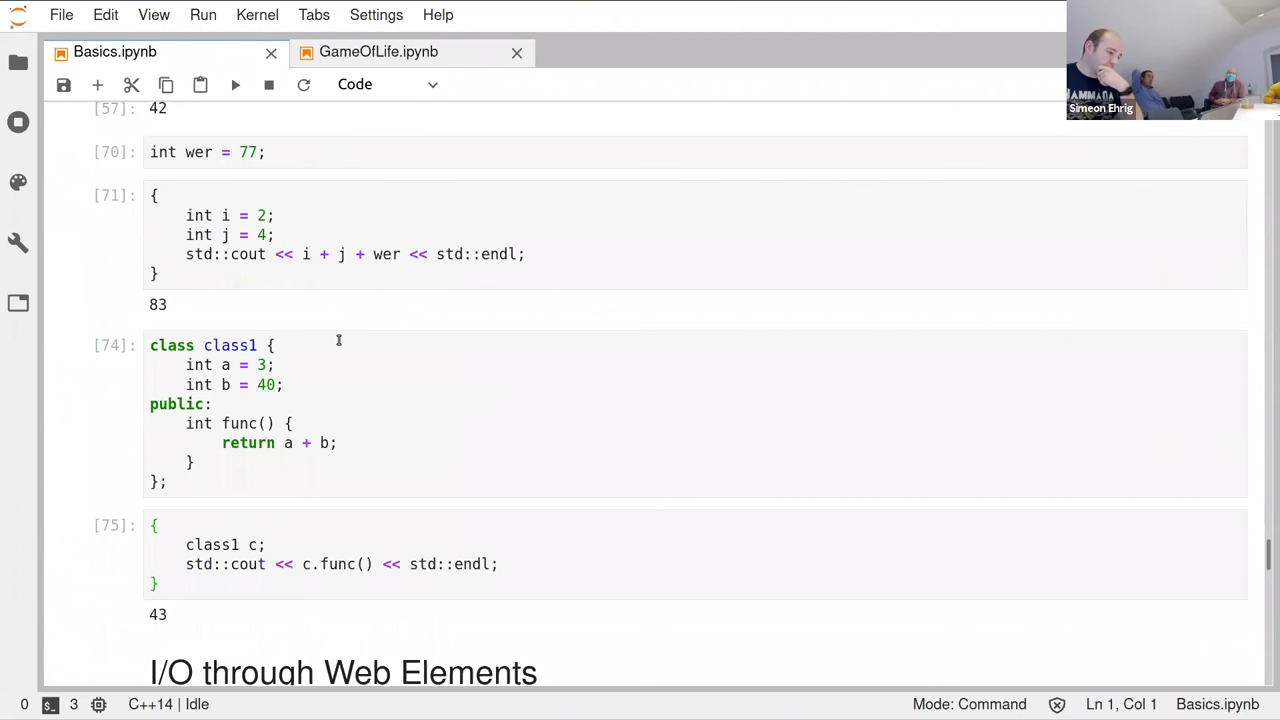 File Edit View Run Kernel Tabs Settings Help
Basics.ipynb GameOfLife.ipynb
Code
[57]: 42
[70]: int wer = 77;
[71]: {
int i = 2;
int j = 4;
std::cout << i + j + wer << std::endl;
}
83
[74]: class class1 {
int a = 3;
int b = 40;
public:
int func() {
return a + b;
}
};
[75]: {
class1 c;
std::cout << c.func() << std::endl;
}
43
I/O through Web Elements
0 $_ 3 C++14 | Idle Mode: Command Ln 1, Col 1 Basics.ipynb
Simeon Ehrig